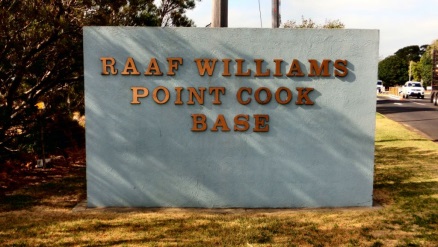 RAAF WILLIAMS
POINT COOK
BASE